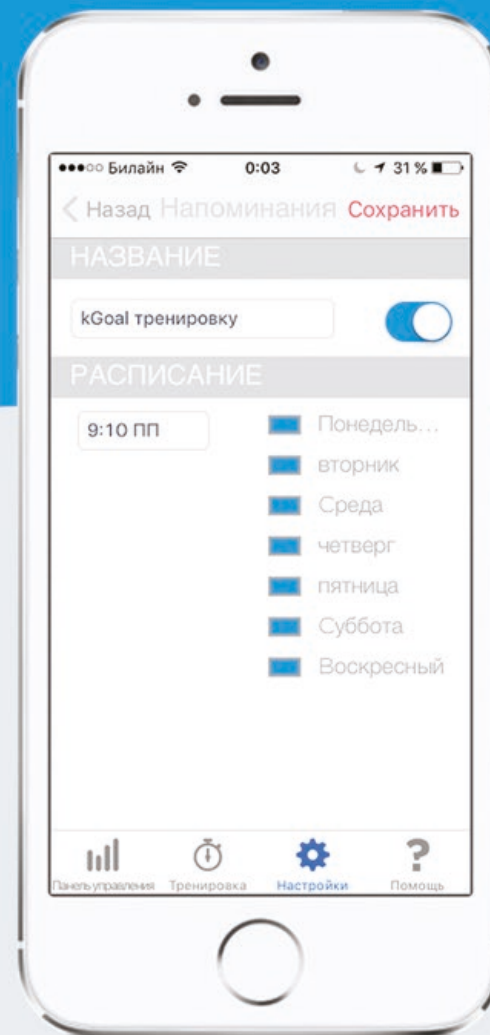 ●●●○○ Билайн 0:03 31 %
Назад Напоминания Сохранить
НАЗВАНИЕ
kGoal тренировку
РАСПИСАНИЕ
9:10 ПП
Понедель...
вторник
Среда
четверг
пятница
Суббота
Воскресный
Панель управления Тренировка Настройки Помощь